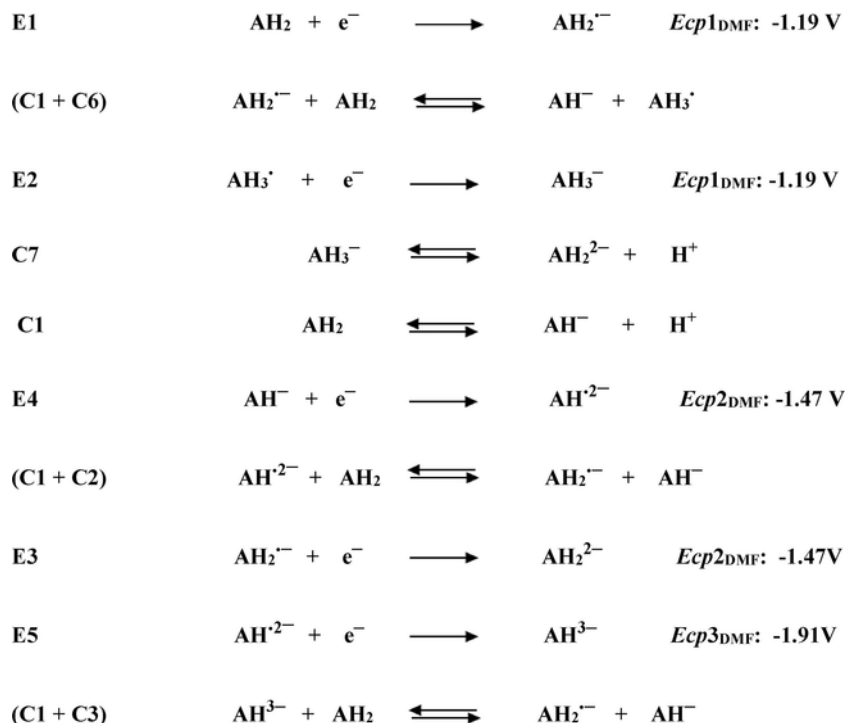 E1 AH₂ + e⁻ ⟶ AH₂˙⁻ Ecp1DMF: -1.19 V
(C1 + C6) AH₂˙⁻ + AH₂ ⇌ AH⁻ + AH₃˙
E2 AH₃˙ + e⁻ ⟶ AH₃⁻ Ecp1DMF: -1.19 V
C7 AH₃⁻ ⇌ AH₂²⁻ + H⁺
C1 AH₂ ⇌ AH⁻ + H⁺
E4 AH⁻ + e⁻ ⟶ AH˙²⁻ Ecp2DMF: -1.47 V
(C1 + C2) AH˙²⁻ + AH₂ ⇌ AH₂˙⁻ + AH⁻
E3 AH₂˙⁻ + e⁻ ⟶ AH₂²⁻ Ecp2DMF: -1.47V
E5 AH˙²⁻ + e⁻ ⟶ AH³⁻ Ecp3DMF: -1.91V
(C1 + C3) AH³⁻ + AH₂ ⇌ AH₂˙⁻ + AH⁻